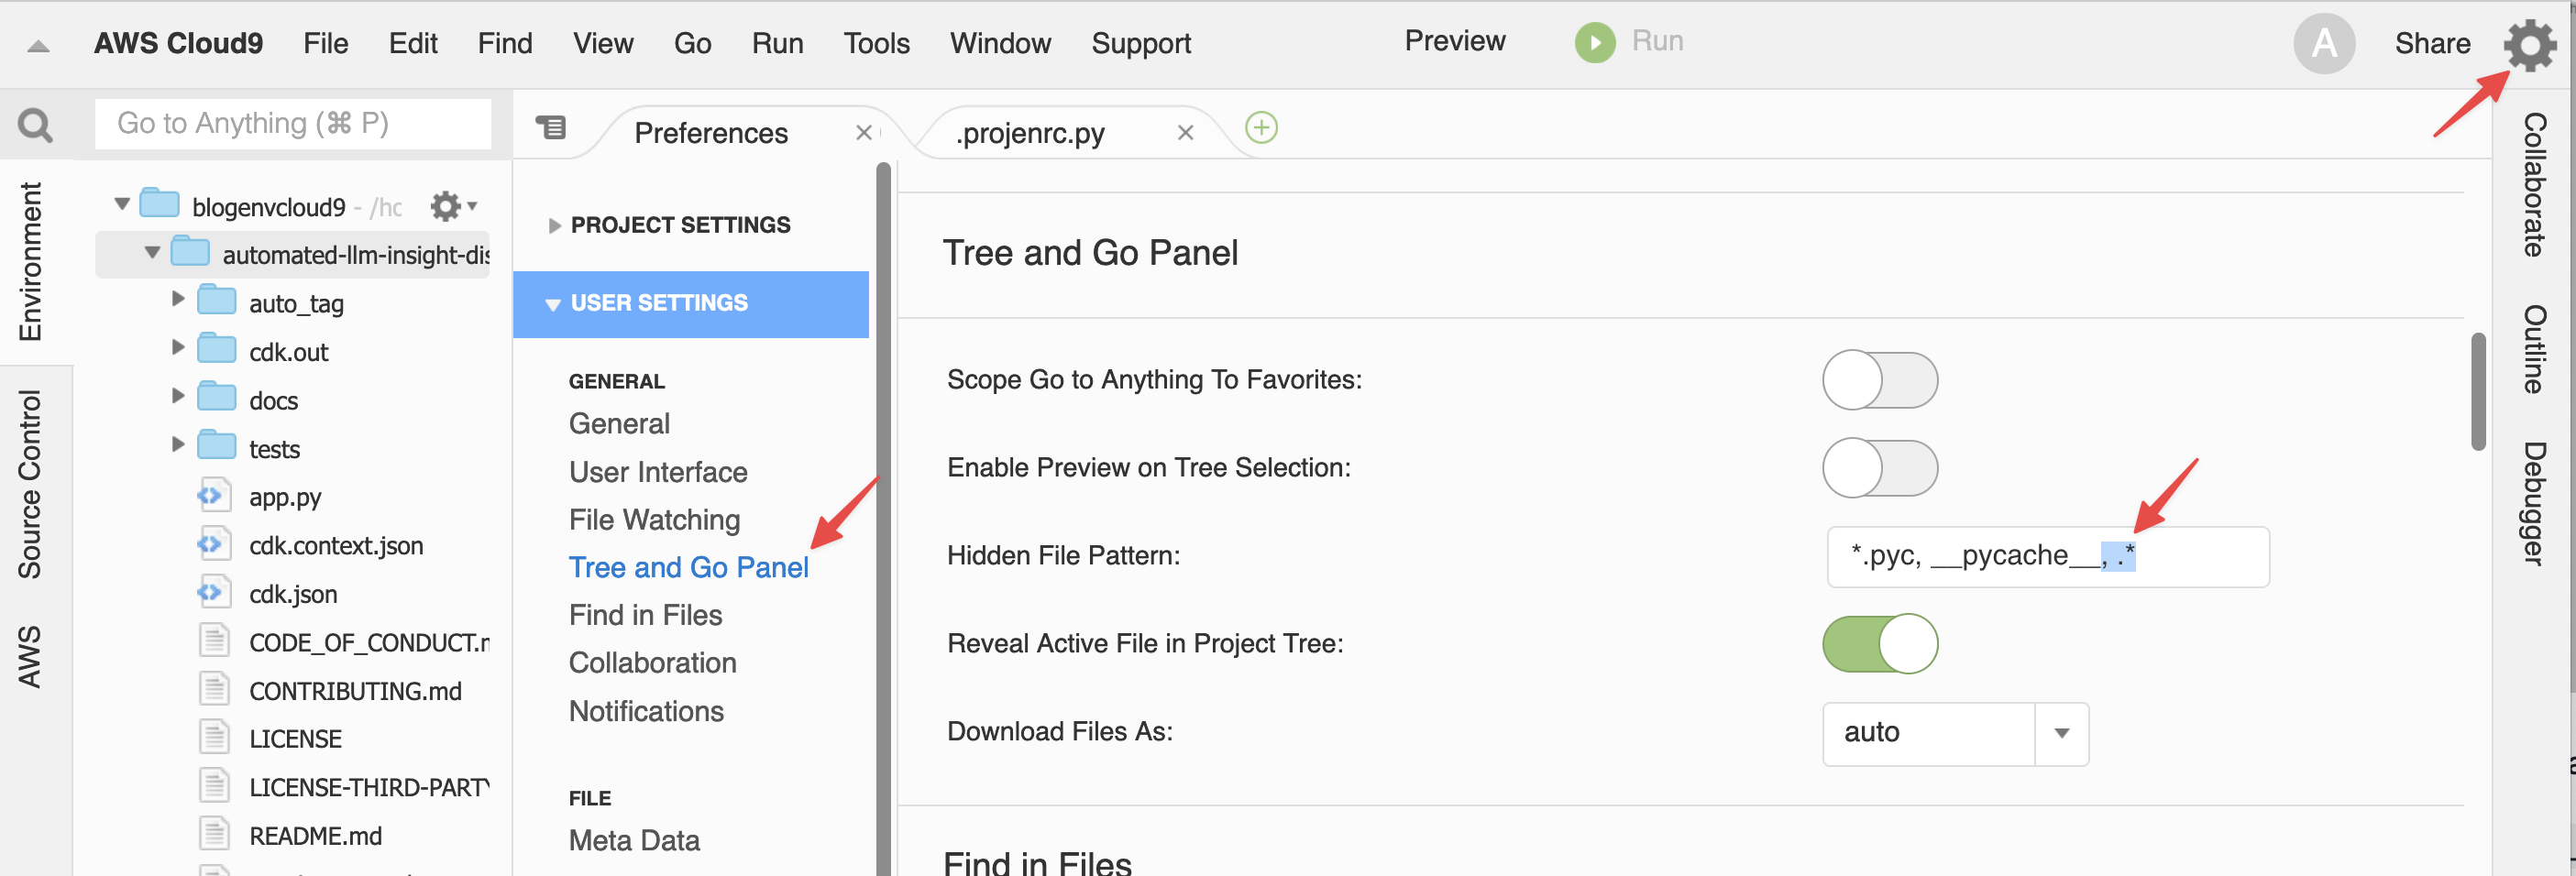 AWS Cloud9 File Edit Find View Go Run Tools Window Support Preview Run A Share
Go to Anything (⌘ P)
Preferences
.projenrc.py
Environment
Source Control
AWS
blogenvcloud9 - /hc
automated-llm-insight-dis
auto_tag
cdk.out
docs
tests
app.py
cdk.context.json
cdk.json
CODE_OF_CONDUCT.m
CONTRIBUTING.md
LICENSE
LICENSE-THIRD-PARTY
README.md
PROJECT SETTINGS
USER SETTINGS
GENERAL
General
User Interface
File Watching
Tree and Go Panel
Find in Files
Collaboration
Notifications
FILE
Meta Data
Tree and Go Panel
Scope Go to Anything To Favorites:
Enable Preview on Tree Selection:
Hidden File Pattern: *.pyc, __pycache__, .*
Reveal Active File in Project Tree:
Download Files As: auto
Find in Files
Collaborate
Outline
Debugger